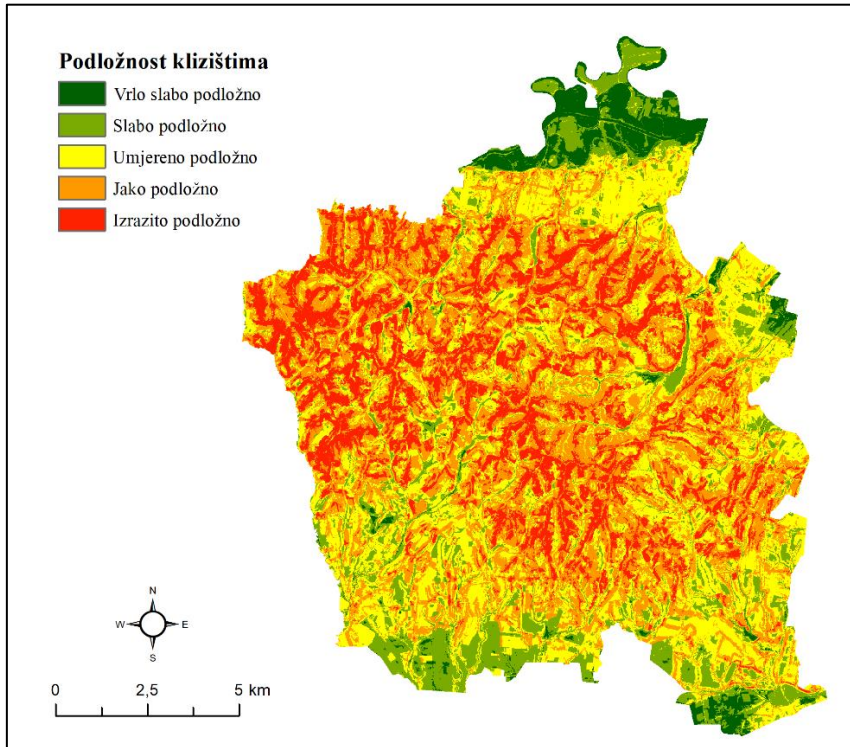 Podložnost klizištima
Vrlo slabo podložno
Slabo podložno
Umjereno podložno
Jako podložno
Izrazito podložno
N
W E
S
0 2,5 5 km